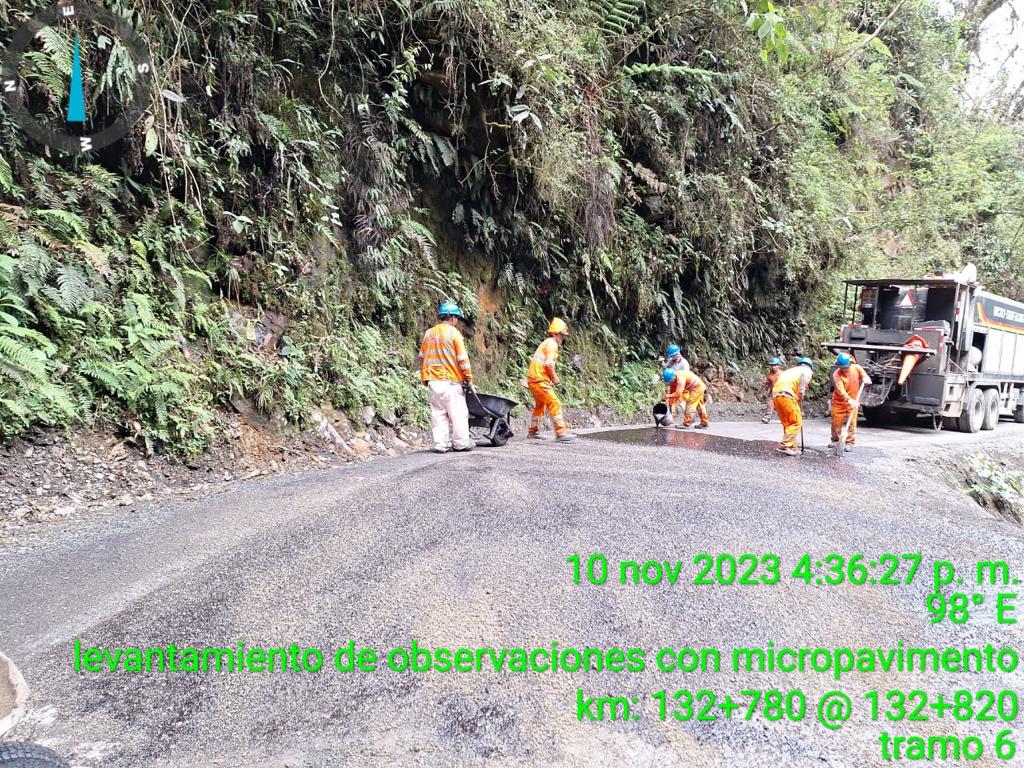 E
N
S
W
10 nov 2023 4:36:27 p. m.
98° E
levantamiento de observaciones con micropavimento
km: 132+780 @ 132+820
tramo 6